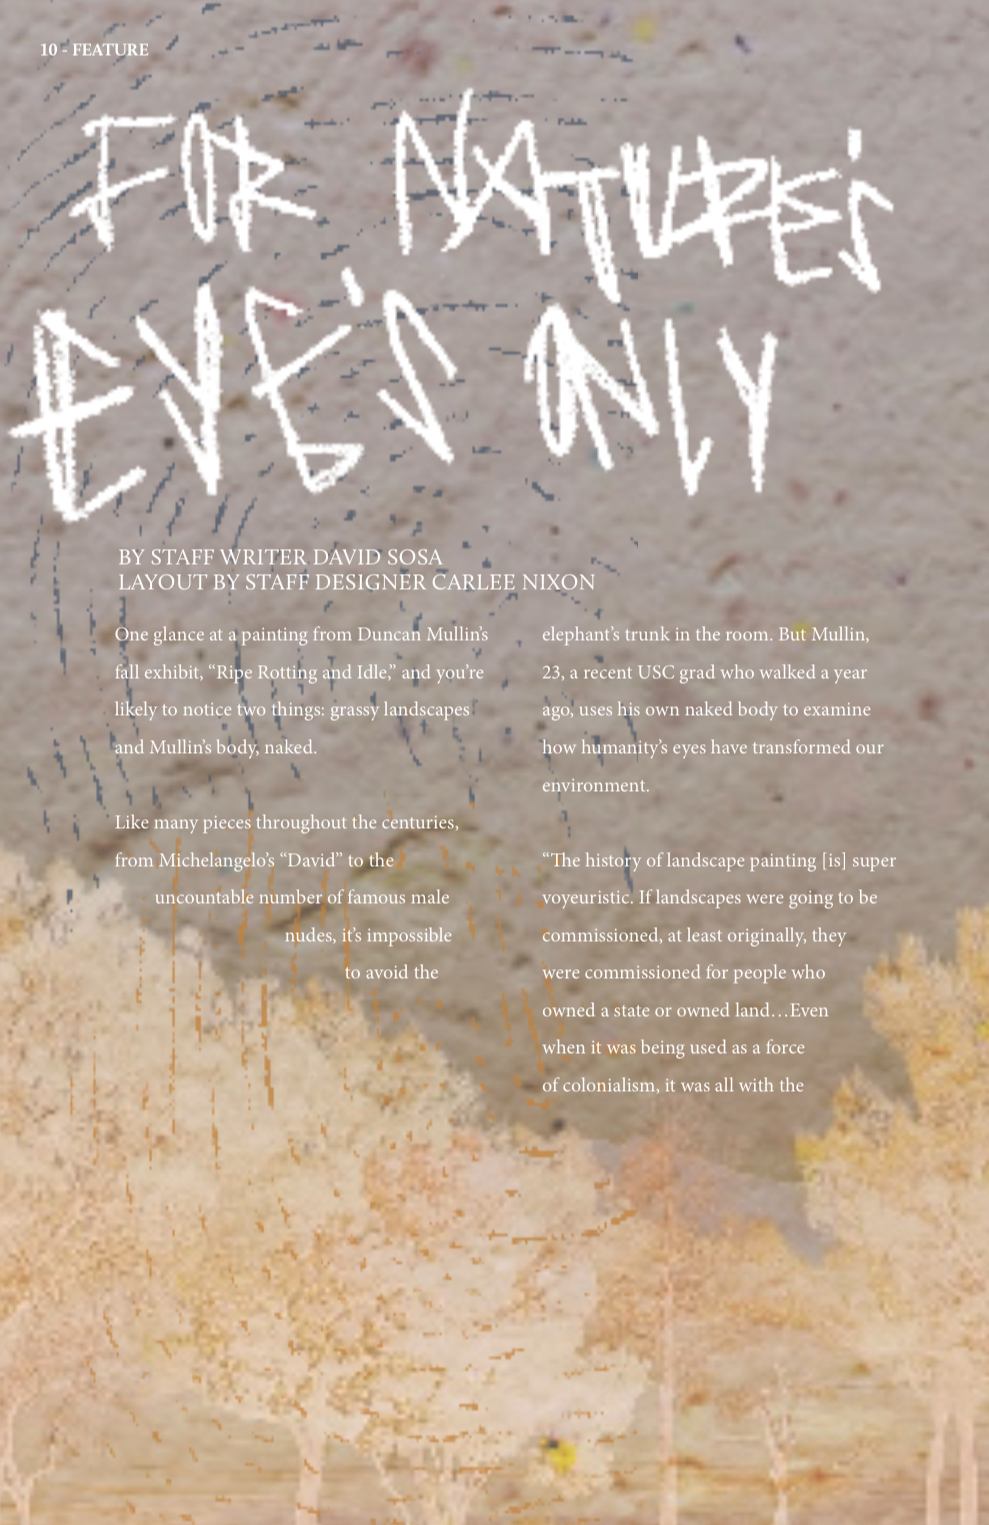 10 - FEATURE
FOR NATURE'S
EYE'S ONLY
BY STAFF WRITER DAVID SOSA
LAYOUT BY STAFF DESIGNER CARLEE NIXON
One glance at a painting from Duncan Mullin’s
fall exhibit, “Ripe Rotting and Idle,” and you’re
likely to notice two things: grassy landscapes
and Mullin’s body, naked.
Like many pieces throughout the centuries,
from Michelangelo’s “David” to the
uncountable number of famous male
nudes, it’s impossible
to avoid the
elephant’s trunk in the room. But Mullin,
23, a recent USC grad who walked a year
ago, uses his own naked body to examine
how humanity’s eyes have transformed our
environment.
“The history of landscape painting [is] super
voyeuristic. If landscapes were going to be
commissioned, at least originally, they
were commissioned for people who
owned a state or owned land…Even
when it was being used as a force
of colonialism, it was all with the